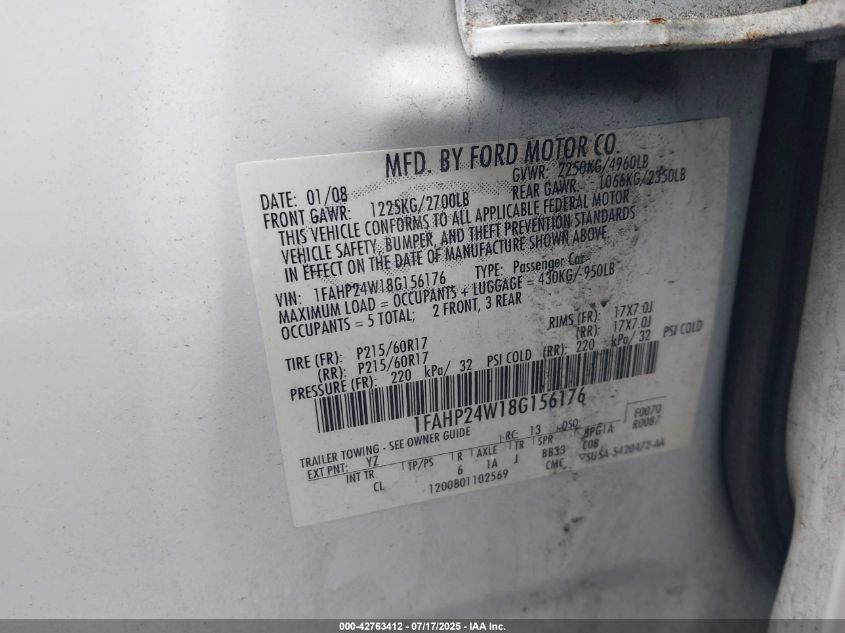 MFD. BY FORD MOTOR CO.
DATE: 01/08 GVWR: 2250KG/4960LB
FRONT GAWR: 1225KG/2700LB REAR GAWR: 1066KG/2350LB
THIS VEHICLE CONFORMS TO ALL APPLICABLE FEDERAL MOTOR
VEHICLE SAFETY, BUMPER, AND THEFT PREVENTION STANDARDS
IN EFFECT ON THE DATE OF MANUFACTURE SHOWN ABOVE.
VIN: 1FAHP24W18G156176 TYPE: Passenger Car
MAXIMUM LOAD = OCCUPANTS + LUGGAGE = 430KG/ 950LB
OCCUPANTS = 5 TOTAL; 2 FRONT, 3 REAR
TIRE (FR): P215/60R17 RIMS (FR): 17X7.0J
(RR): P215/60R17 (RR): 17X7.0J
PRESSURE (FR): 220 kPa/ 32 PSI COLD (RR): 220 kPa/ 32 PSI COLD
1FAHP24W18G156176
TRAILER TOWING - SEE OWNER GUIDE RC: 13 DSO: F0070
EXT PNT: YZ R0087
INT TR TP/PS R AXLE TR SPR
CL 6 1A J BB33 CMC
1200801102569
000-42763412 - 07/17/2025 - IAA Inc.